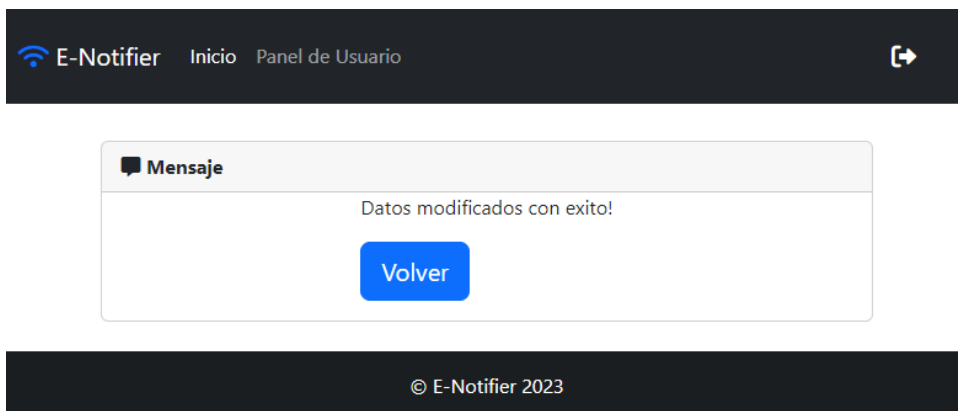 E-Notifier Inicio Panel de Usuario
Mensaje
Datos modificados con exito!
Volver
© E-Notifier 2023